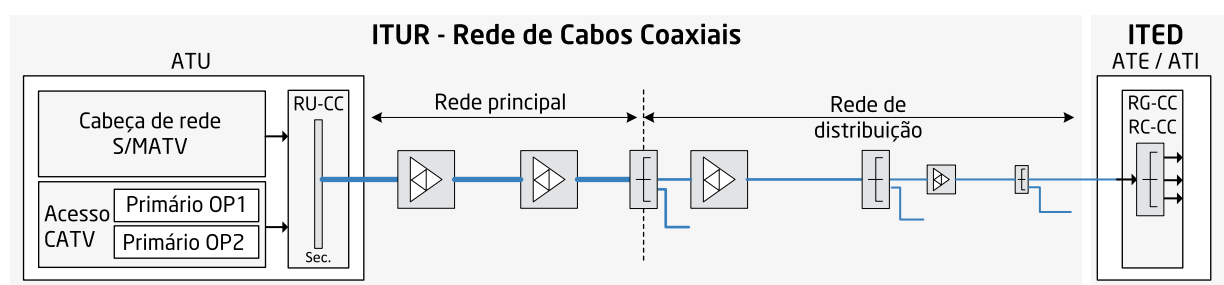 ITUR - Rede de Cabos Coaxiais
ITED
ATU
ATE / ATI
Cabeça de rede
S/MATV
RU-CC
Rede principal
Rede de
distribuição
RG-CC
RC-CC
Acesso
CATV
Primário OP1
Primário OP2
Sec.